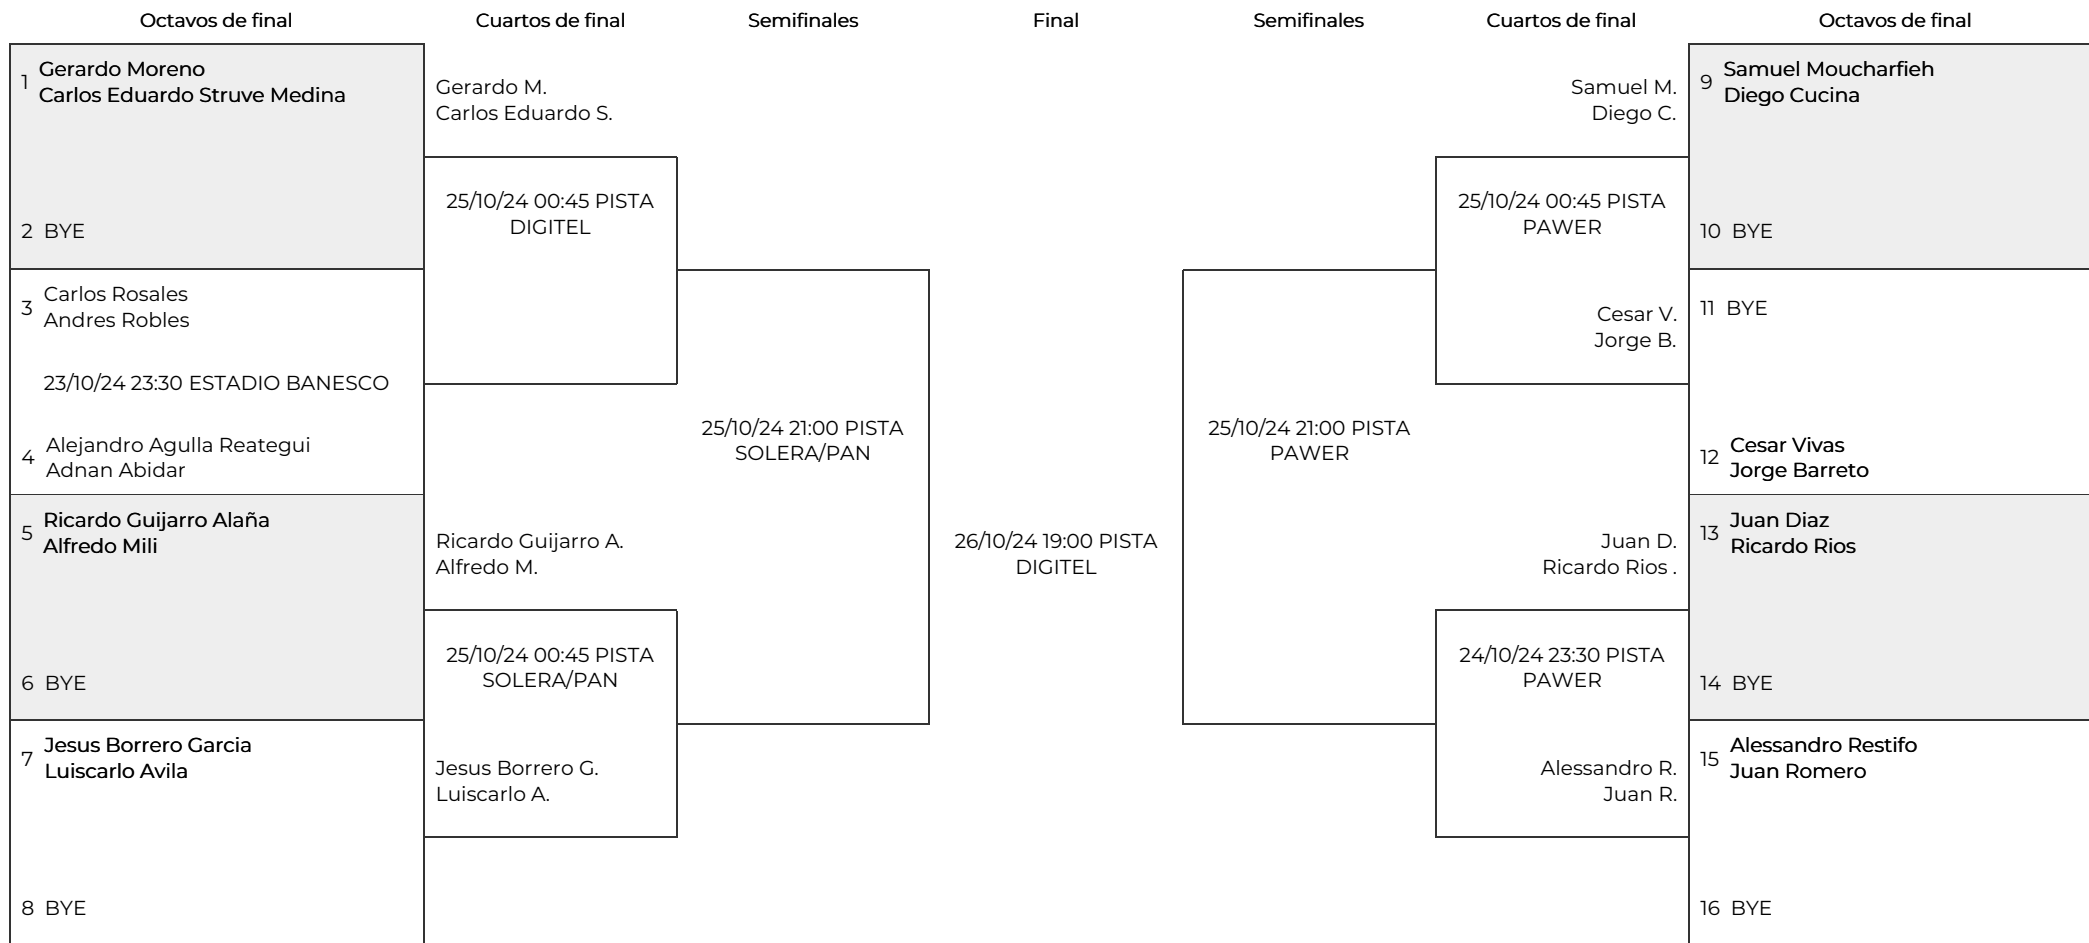 Octavos de final
Cuartos de final
Semifinales
Final
Semifinales
Cuartos de final
Octavos de final
1
Gerardo Moreno
Carlos Eduardo Struve Medina
2 BYE
3
Carlos Rosales
Andres Robles
23/10/24 23:30 ESTADIO BANESCO
4
Alejandro Agulla Reategui
Adnan Abidar
5
Ricardo Guijarro Alaña
Alfredo Mili
6 BYE
7
Jesus Borrero Garcia
Luiscarlo Avila
8 BYE
Gerardo M.
Carlos Eduardo S.
25/10/24 00:45 PISTA
DIGITEL
Ricardo Guijarro A.
Alfredo M.
25/10/24 00:45 PISTA
SOLERA/PAN
Jesus Borrero G.
Luiscarlo A.
25/10/24 21:00 PISTA
SOLERA/PAN
26/10/24 19:00 PISTA
DIGITEL
25/10/24 21:00 PISTA
PAWER
Samuel M.
Diego C.
25/10/24 00:45 PISTA
PAWER
Cesar V.
Jorge B.
Juan D.
Ricardo Rios .
24/10/24 23:30 PISTA
PAWER
Alessandro R.
Juan R.
9
Samuel Moucharfieh
Diego Cucina
10 BYE
11 BYE
12
Cesar Vivas
Jorge Barreto
13
Juan Diaz
Ricardo Rios
14 BYE
15
Alessandro Restifo
Juan Romero
16 BYE